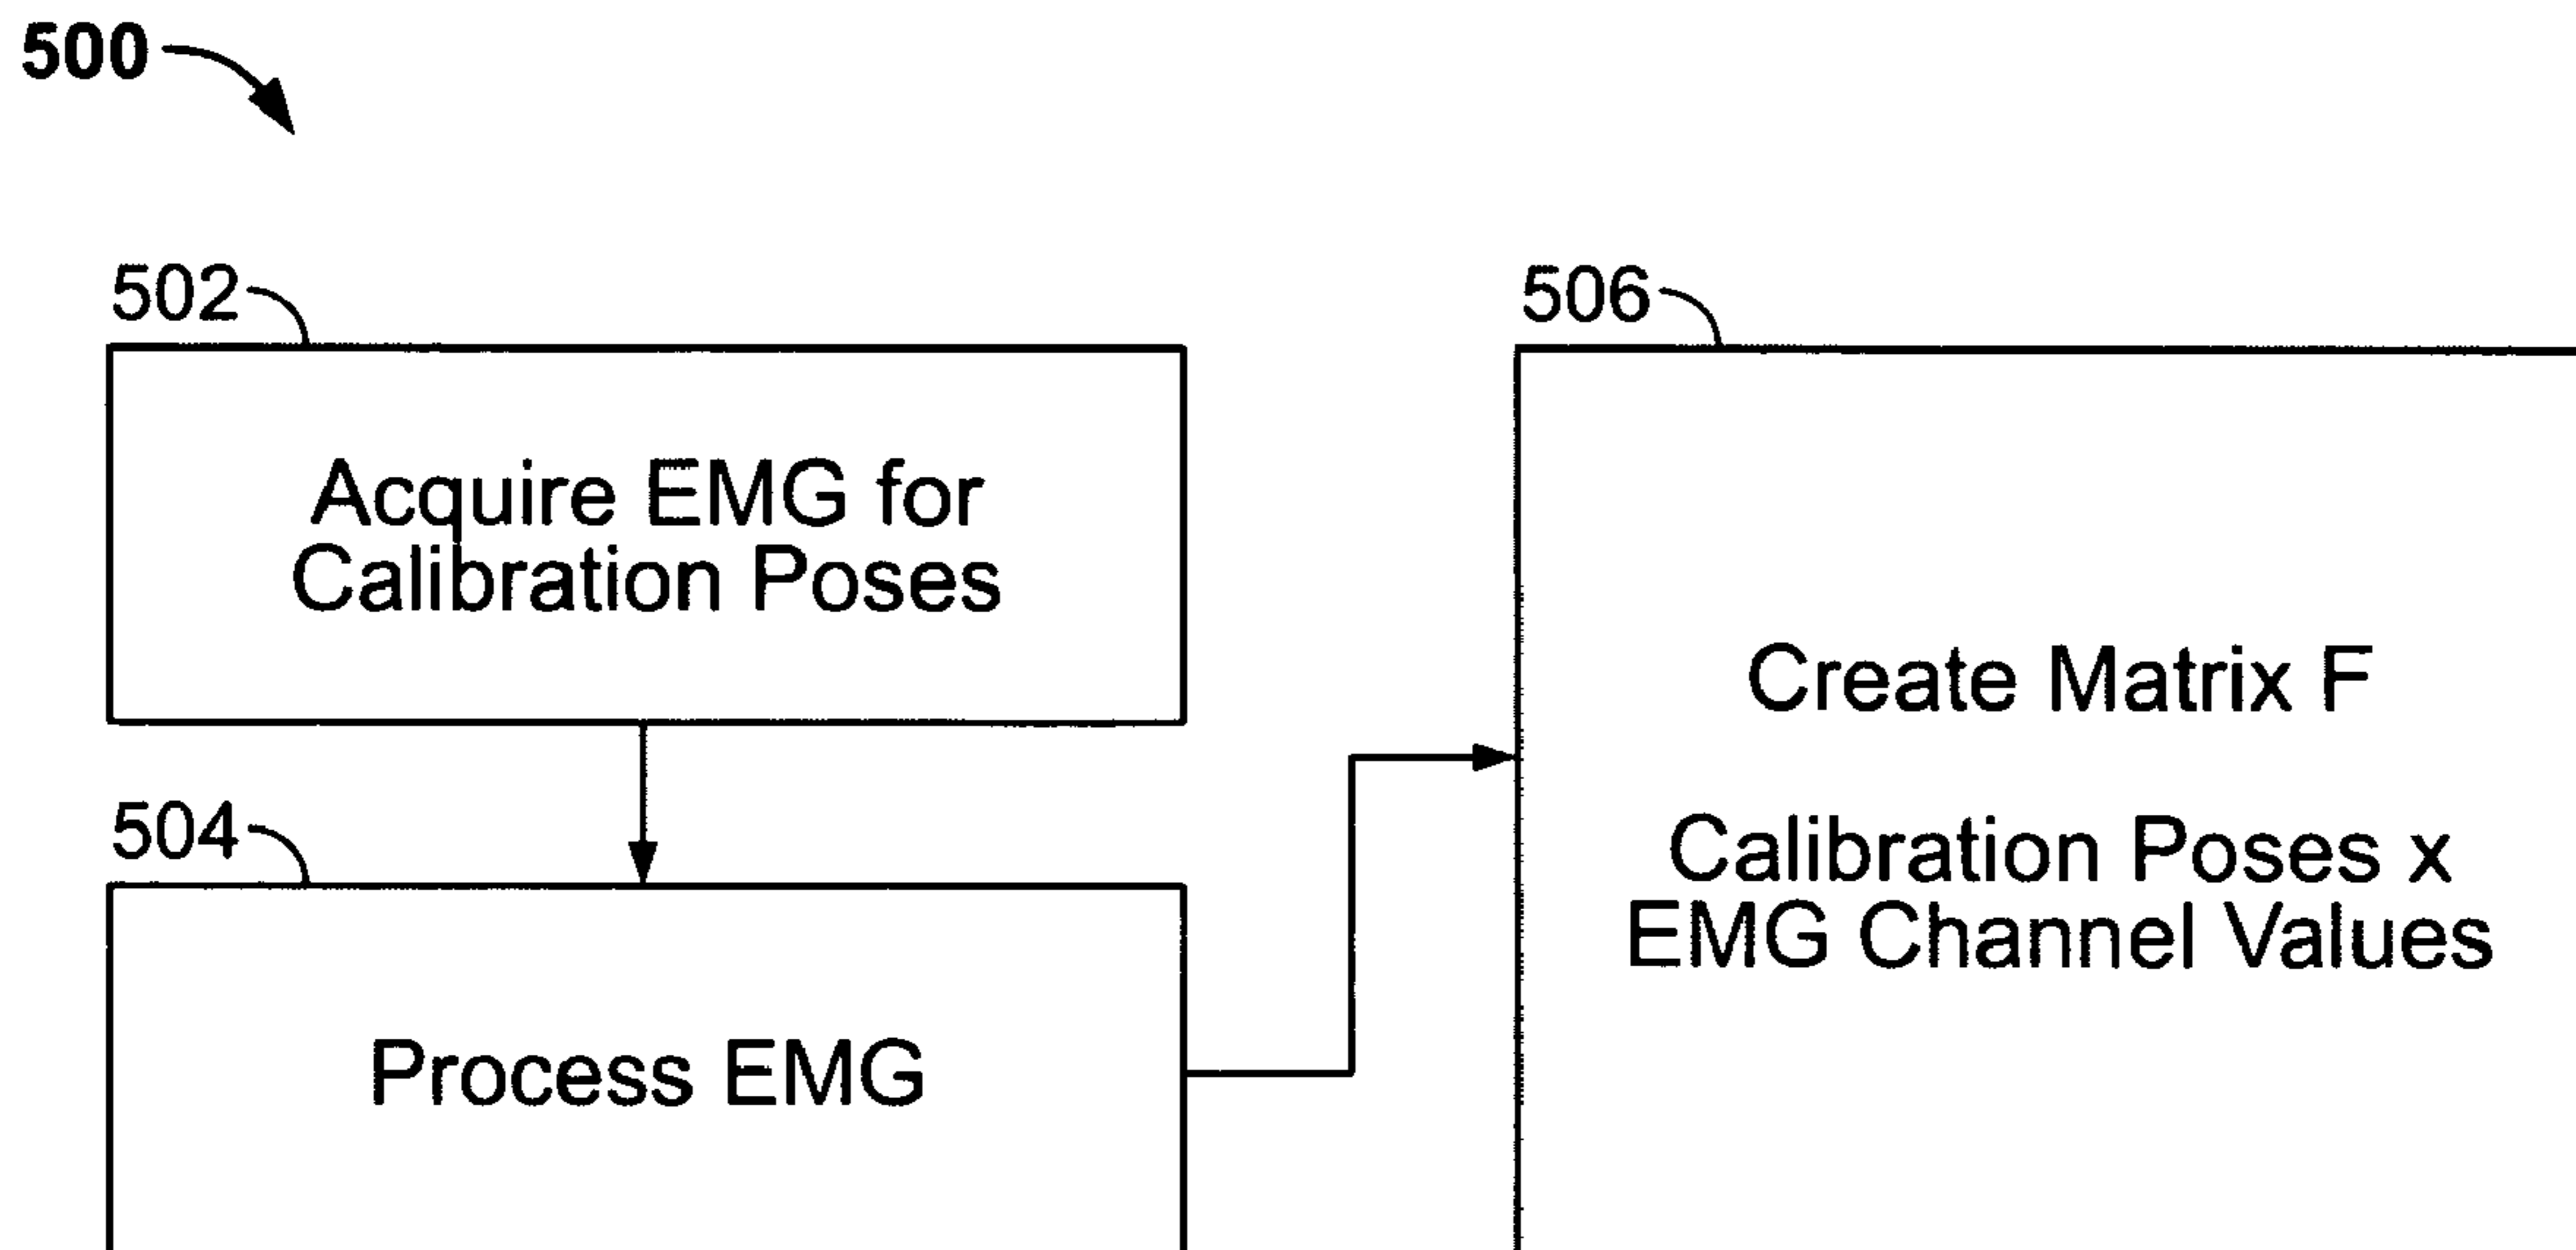 500
502
Acquire EMG for
Calibration Poses
504
Process EMG
506
Create Matrix F
Calibration Poses x
EMG Channel Values